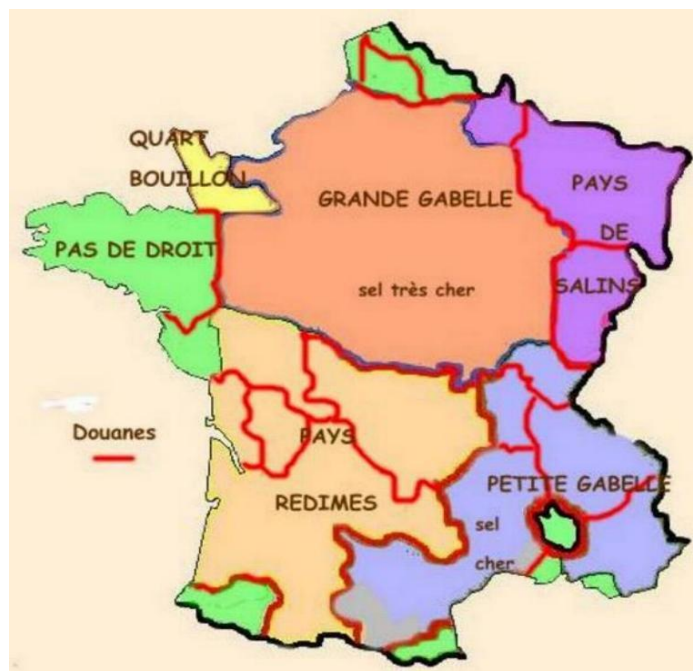 QUART
BOUILLON
GRANDE GABELLE
PAYS
DE
SALINS
PAS DE DROIT
sel très cher
Douanes
PAYS
REDIMES
PETITE GABELLE
sel
cher